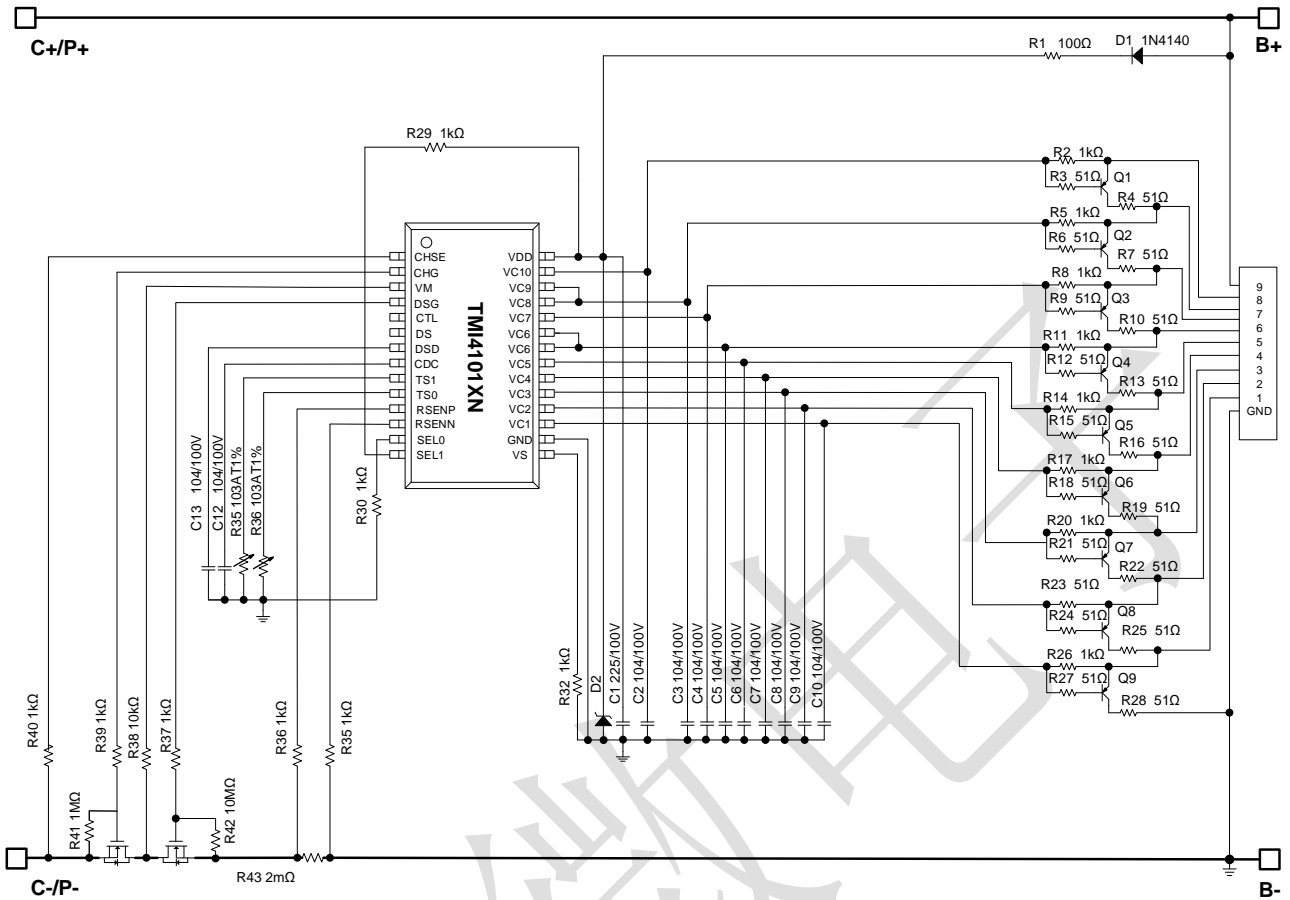 C+/P+
B+
R1 100Ω
D1 1N4140
R29 1kΩ
R2 1kΩ
R3 51Ω
Q1
R4 51Ω
R5 1kΩ
R6 51Ω
Q2
R7 51Ω
R8 1kΩ
R9 51Ω
Q3
R10 51Ω
R11 1kΩ
R12 51Ω
Q4
R13 51Ω
R14 1kΩ
R15 51Ω
Q5
R16 51Ω
R17 1kΩ
R18 51Ω
Q6
R19 51Ω
R20 1kΩ
R21 51Ω
Q7
R22 51Ω
R23 51Ω
R24 51Ω
Q8
R25 51Ω
R26 1kΩ
R27 51Ω
Q9
R28 51Ω
9
8
7
6
5
4
3
2
1
GND
TMI4101XN
CHSE
CHG
VM
DSG
CTL
DS
DSD
CDC
TS1
TS0
RSENP
RSENN
SEL0
SEL1
VDD
VC10
VC9
VC8
VC7
VC6
VC6
VC5
VC4
VC3
VC2
VC1
GND
VS
C13 104/100V
C12 104/100V
R35 103AT1%
R36 103AT1%
R30 1kΩ
R32 1kΩ
D2
C1 225/100V
C2 104/100V
C3 104/100V
C4 104/100V
C5 104/100V
C6 104/100V
C7 104/100V
C8 104/100V
C9 104/100V
C10 104/100V
R40 1kΩ
R39 1kΩ
R38 10kΩ
R37 1kΩ
R36 1kΩ
R35 1kΩ
R41 1MΩ
R42 10MΩ
R43 2mΩ
C-/P-
B-
微电子